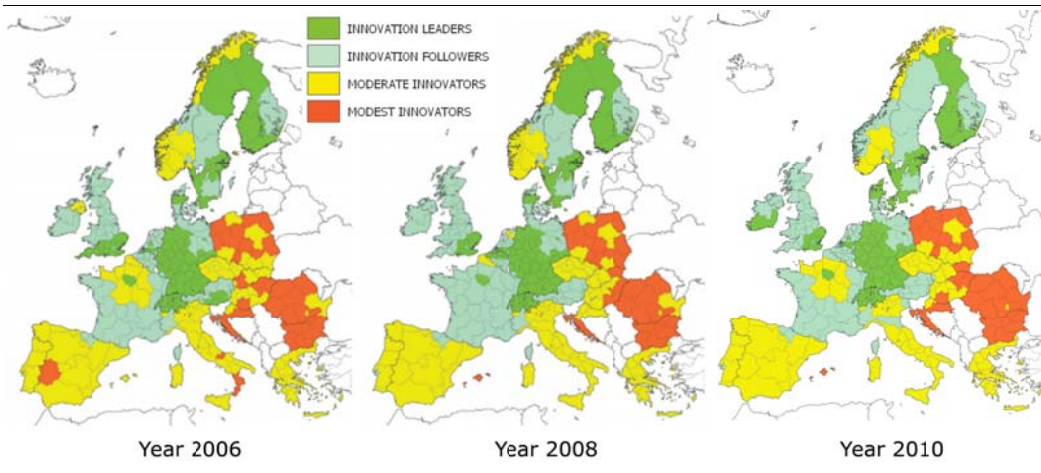 INNOVATION LEADERS
INNOVATION FOLLOWERS
MODERATE INNOVATORS
MODEST INNOVATORS
Year 2006
Year 2008
Year 2010